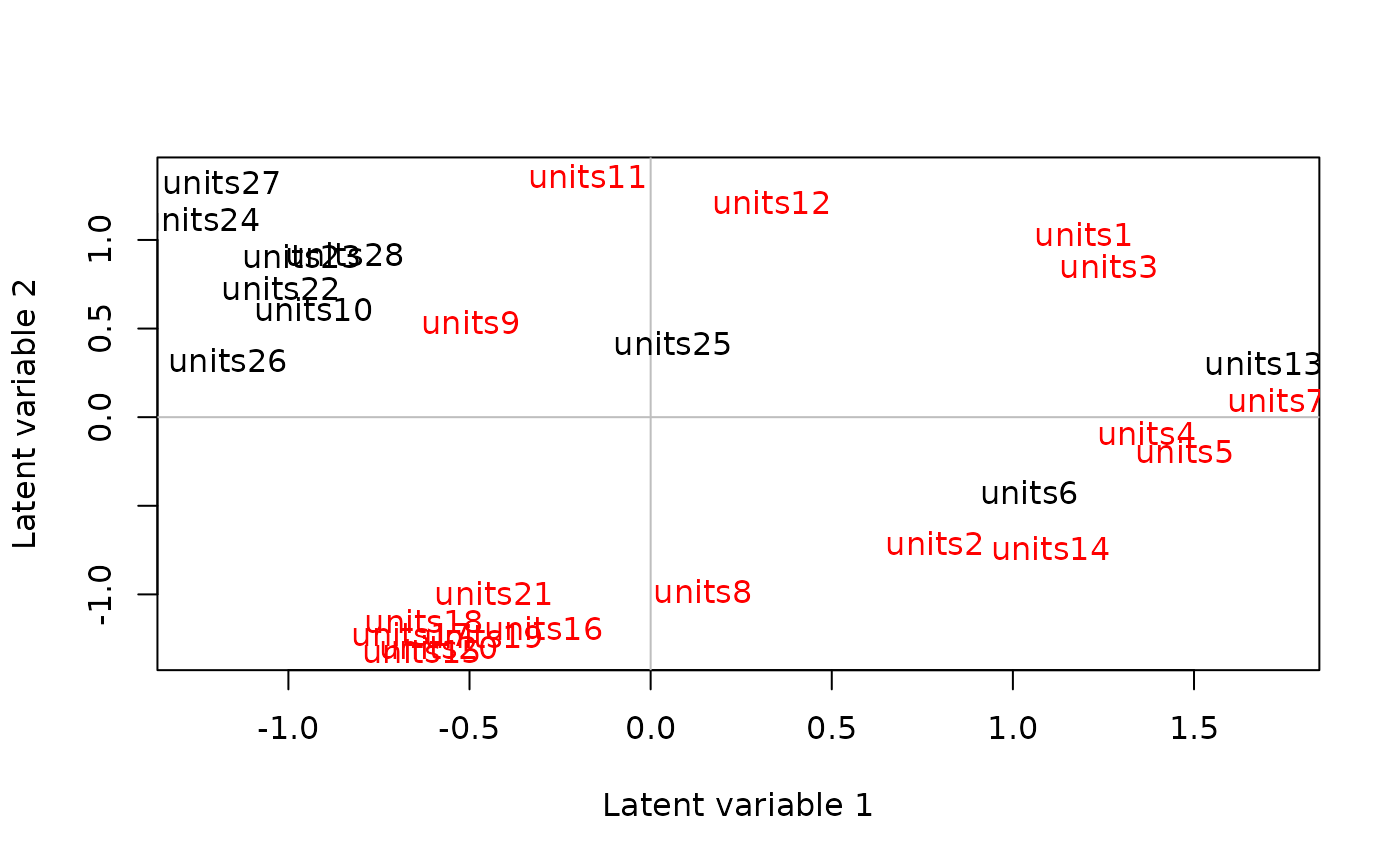 units27
units11
units12
nits24
units1
units23
units28
units3
units22
units10
units9
units25
units26
units13
units7
units4
units5
units6
units2
units14
units21
units8
units18
units16
units17
units19
units20
units15
1.0
0.5
0.0
-1.0
Latent variable 2
-1.0
-0.5
0.0
0.5
1.0
1.5
Latent variable 1